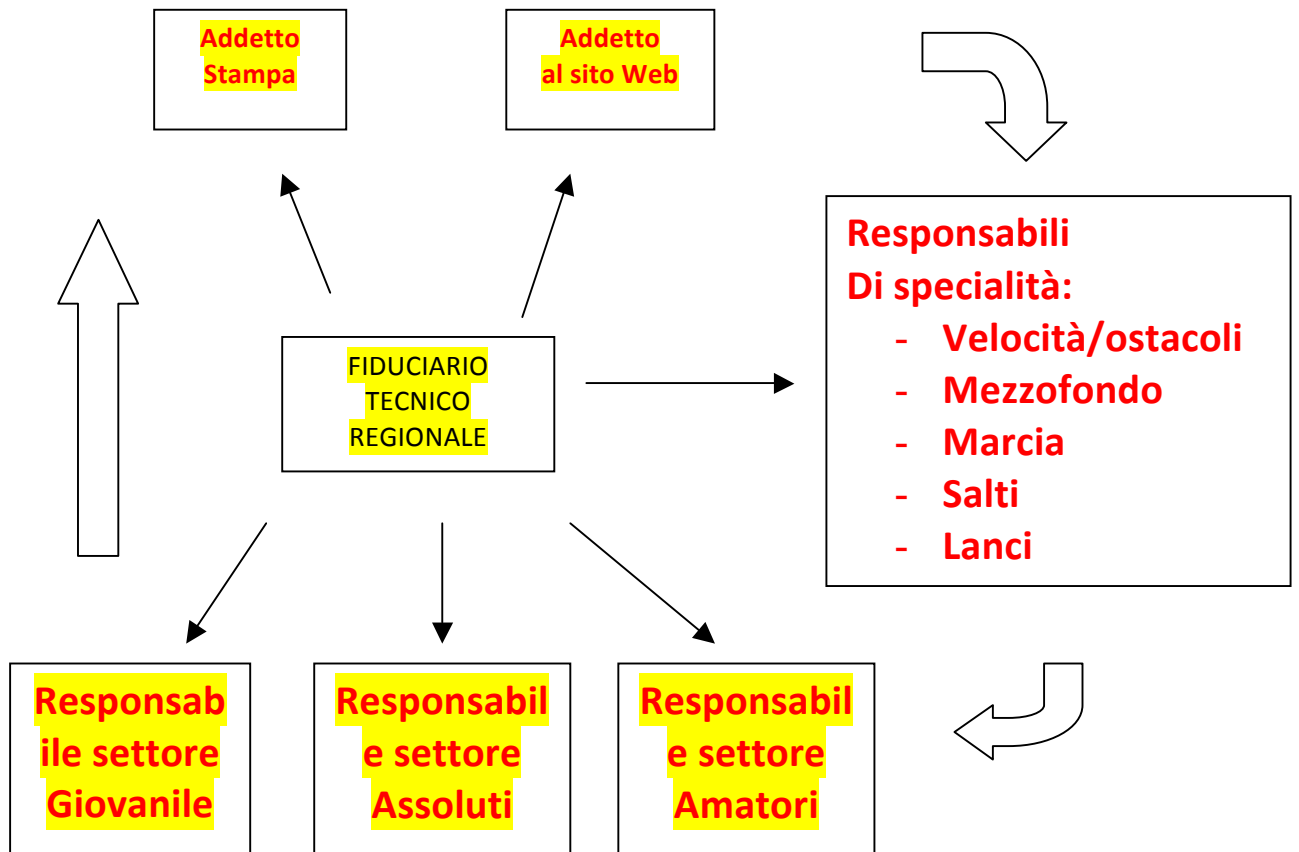 Addetto
Stampa
Addetto
al sito Web
Responsabili
Di specialità:
- Velocità/ostacoli
- Mezzofondo
- Marcia
- Salti
- Lanci
FIDUCIARIO
TECNICO
REGIONALE
Responsab
ile settore
Giovanile
Responsabil
e settore
Assoluti
Responsabil
e settore
Amatori